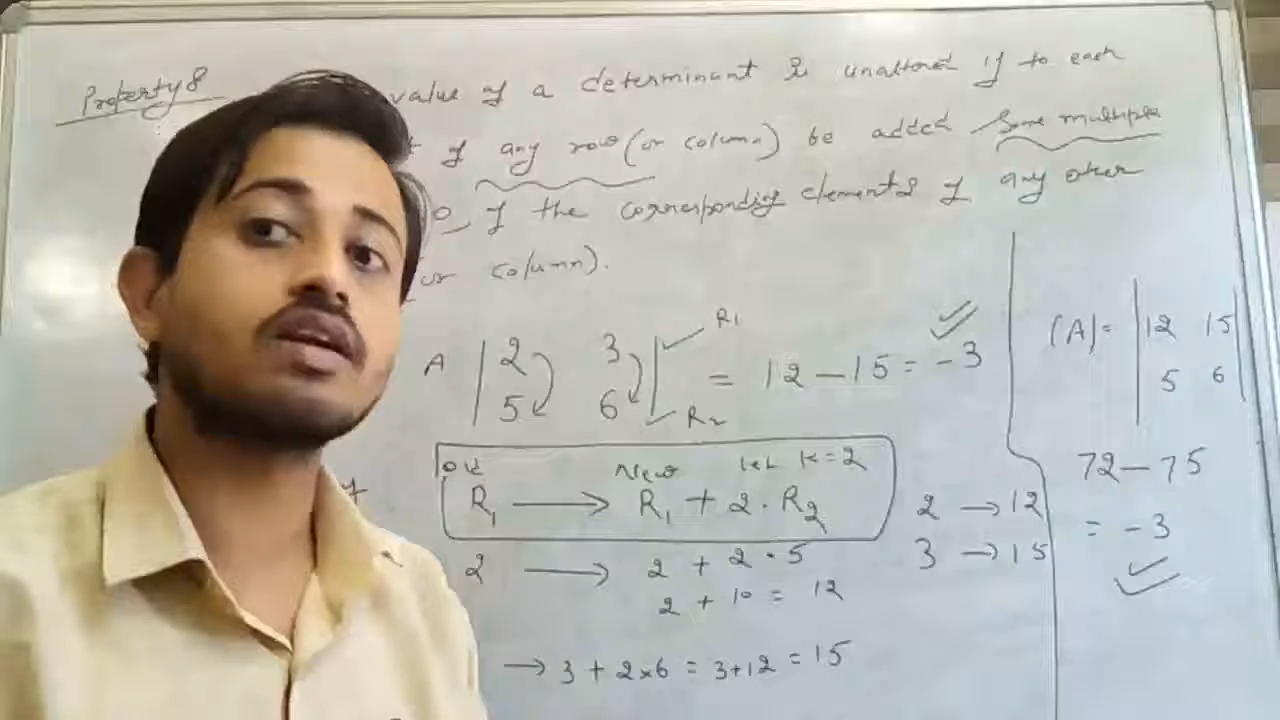 Property 8 value of a determinant is unaltered if to each
of any row (or column) be added some multiple
of the corresponding elements of any other
or column).
A | 2 3 | R1
5 6 | R2
= 12 - 15 = -3
old New let K=2
R1 → R1 + 2·R2
2 → 2 + 2·5
2 + 10 = 12
→ 3 + 2×6 = 3+12 = 15
2 → 12
3 → 15
|A| = | 12 15 |
5 6
72 - 75
= -3